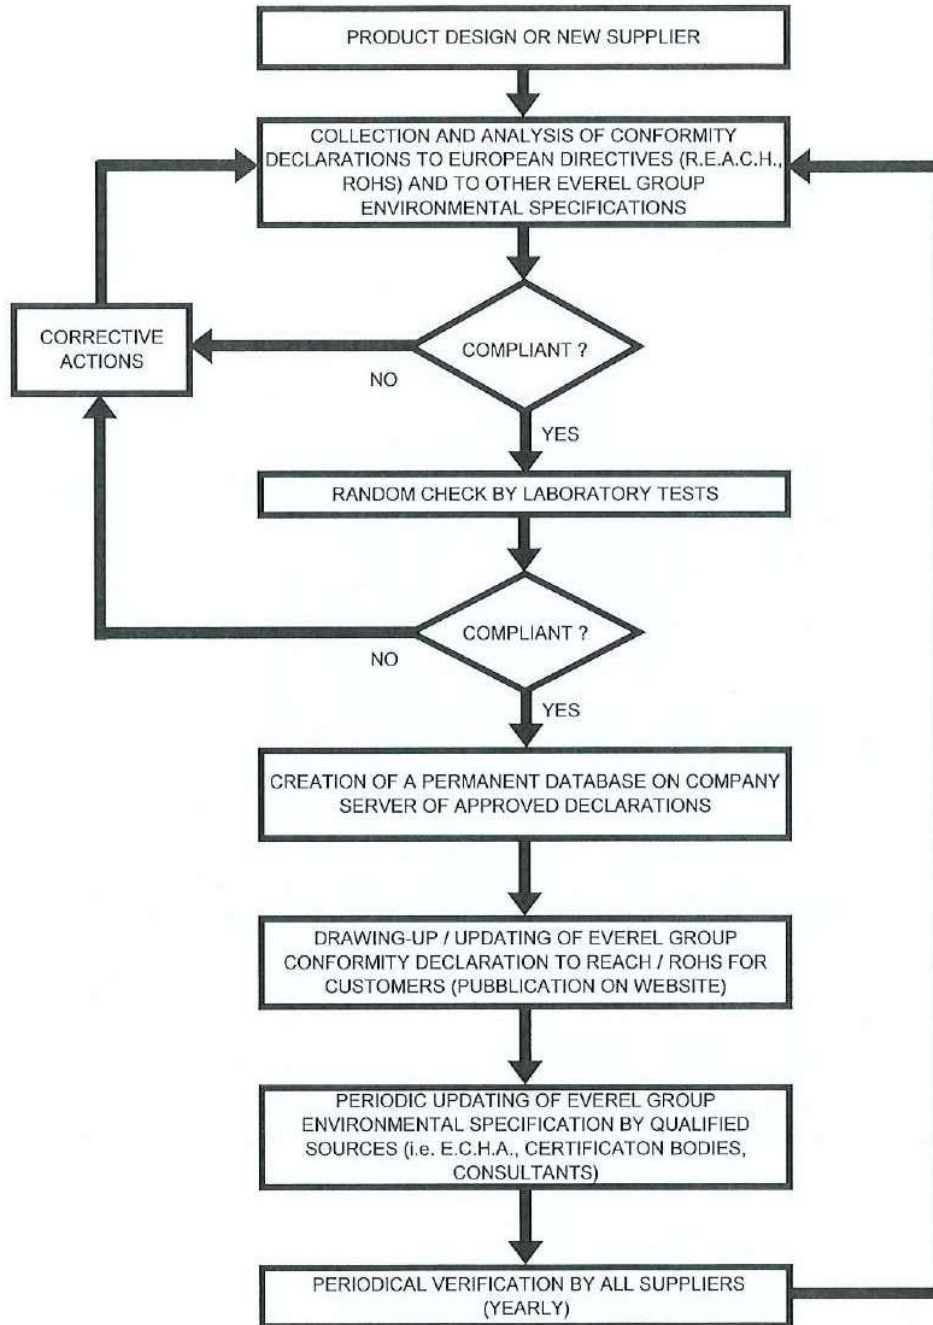 PRODUCT DESIGN OR NEW SUPPLIER
COLLECTION AND ANALYSIS OF CONFORMITY
DECLARATIONS TO EUROPEAN DIRECTIVES (R.E.A.C.H.,
ROHS) AND TO OTHER EVEREL GROUP
ENVIRONMENTAL SPECIFICATIONS
CORRECTIVE
ACTIONS
COMPLIANT ?
NO
YES
RANDOM CHECK BY LABORATORY TESTS
COMPLIANT ?
NO
YES
CREATION OF A PERMANENT DATABASE ON COMPANY
SERVER OF APPROVED DECLARATIONS
DRAWING-UP / UPDATING OF EVEREL GROUP
CONFORMITY DECLARATION TO REACH / ROHS FOR
CUSTOMERS (PUBBLICATION ON WEBSITE)
PERIODIC UPDATING OF EVEREL GROUP
ENVIRONMENTAL SPECIFICATION BY QUALIFIED
SOURCES (i.e. E.C.H.A., CERTIFICATON BODIES,
CONSULTANTS)
PERIODICAL VERIFICATION BY ALL SUPPLIERS
(YEARLY)